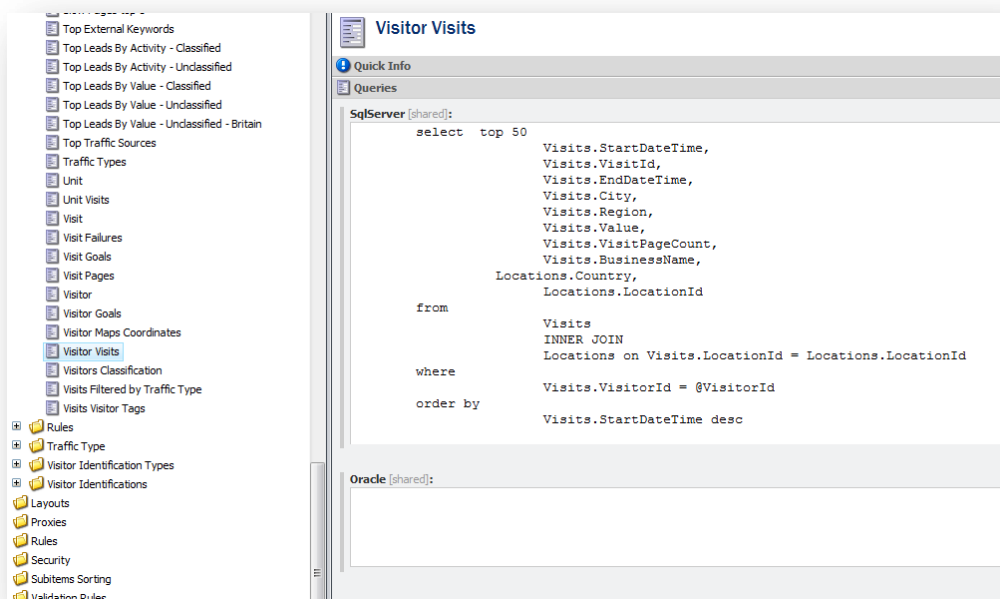 Top External Keywords
Top Leads By Activity - Classified
Top Leads By Activity - Unclassified
Top Leads By Value - Classified
Top Leads By Value - Unclassified
Top Leads By Value - Unclassified - Britain
Top Traffic Sources
Traffic Types
Unit
Unit Visits
Visit
Visit Failures
Visit Goals
Visit Pages
Visitor
Visitor Goals
Visitor Maps Coordinates
Visitor Visits
Visitors Classification
Visits Filtered by Traffic Type
Visits Visitor Tags
Rules
Traffic Type
Visitor Identification Types
Visitor Identifications
Layouts
Proxies
Rules
Security
Subitems Sorting
Validation Rules
Visitor Visits
Quick Info
Queries
SqlServer [shared]:
select top 50
Visits.StartDateTime,
Visits.VisitId,
Visits.EndDateTime,
Visits.City,
Visits.Region,
Visits.Value,
Visits.VisitPageCount,
Visits.BusinessName,
Locations.Country,
Locations.LocationId
from
Visits
INNER JOIN
Locations on Visits.LocationId = Locations.LocationId
where
Visits.VisitorId = @VisitorId
order by
Visits.StartDateTime desc
Oracle [shared]: